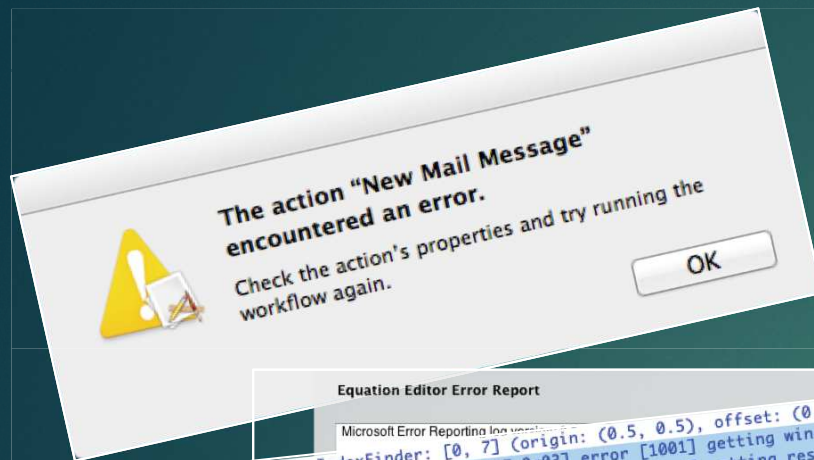 The action “New Mail Message”
encountered an error.
Check the action’s properties and try running the
workflow again.
OK
Equation Editor Error Report
Microsoft Error Reporting log
Finder: [0, 7] (origin: (0.5, 0.5), offset: (0
error [1001] getting win